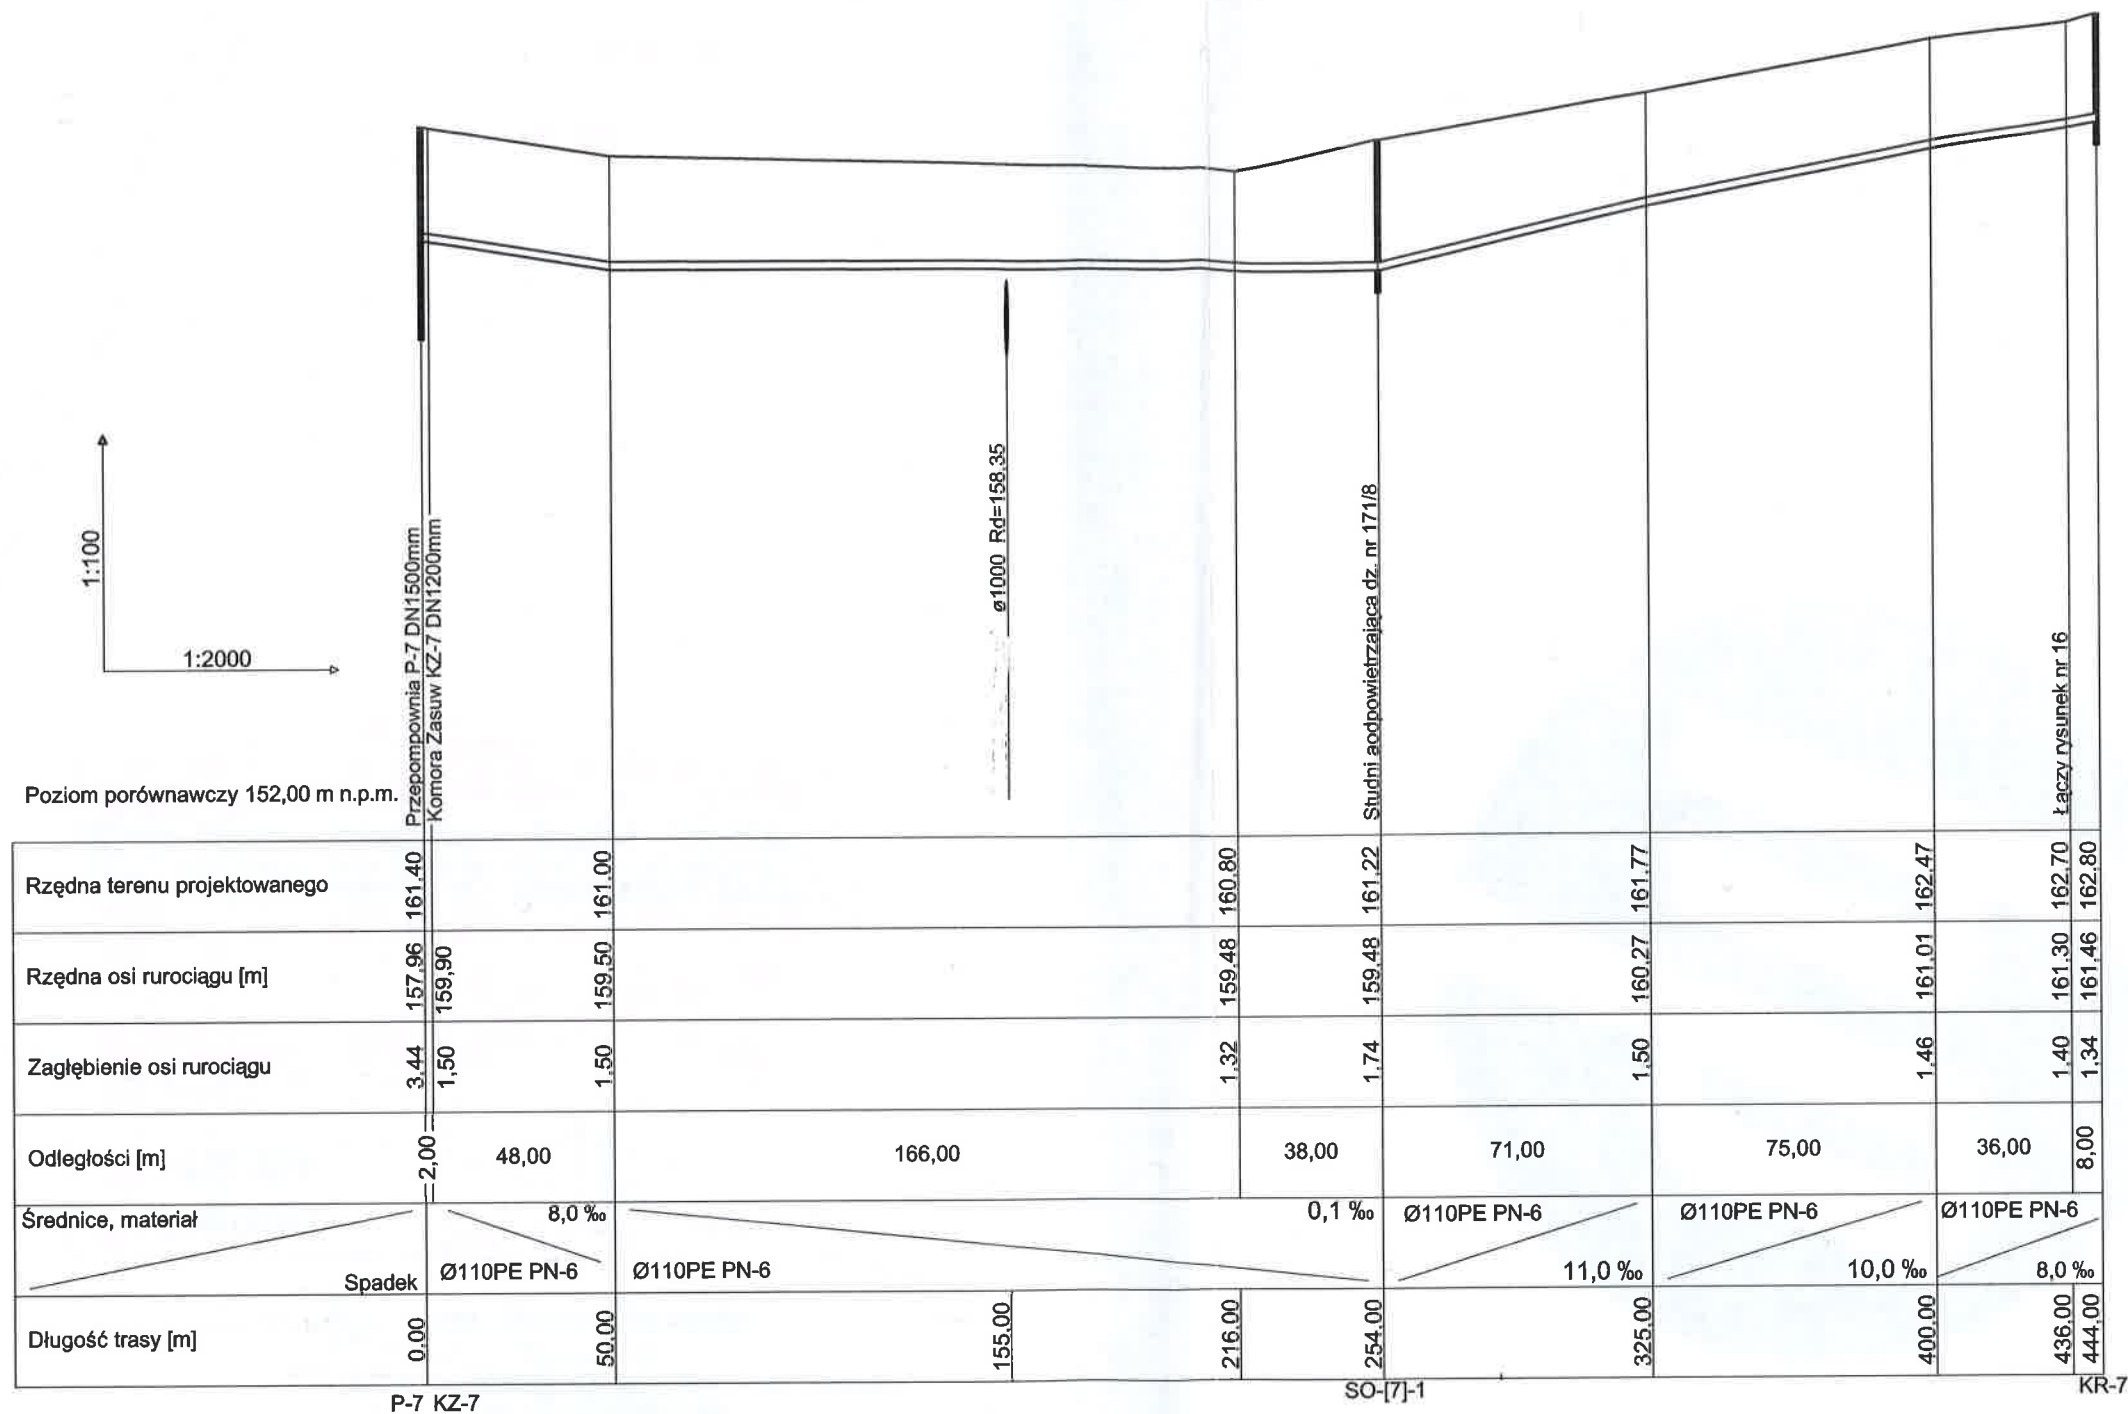 1:100
1:2000
Przepompownia P-7 DN1500mm
Komora Zasuw KZ-7 DN1200mm
ø1000 Rd=158.35
Studni aodpowietrzająca dz. nr 171/8
Łączy rysunek nr 16
Poziom porównawczy 152,00 m n.p.m.
Rzędna terenu projektowanego 161.40 161.00 160.80 161.22 161.77 162.47 162.70 162.80
Rzędna osi rurociągu [m] 157.96 159,90 159.50 159.48 159.48 160.27 161.01 161.30 161.46
Zagłębienie osi rurociągu 3.44 1,50 1.50 1.32 1.74 1.50 1.46 1.40 1.34
Odległości [m] 2,00 48,00 166,00 38,00 71,00 75,00 36,00 8,00
Średnice, materiał 8,0 ‰ 0,1 ‰ Ø110PE PN-6 Ø110PE PN-6 Ø110PE PN-6
Spadek Ø110PE PN-6 Ø110PE PN-6 11,0 ‰ 10,0 ‰ 8,0 ‰
Długość trasy [m] 0.00 50.00 155.00 216.00 254.00 325.00 400.00 436.00 444.00
P-7 KZ-7 SO-[7]-1 KR-7